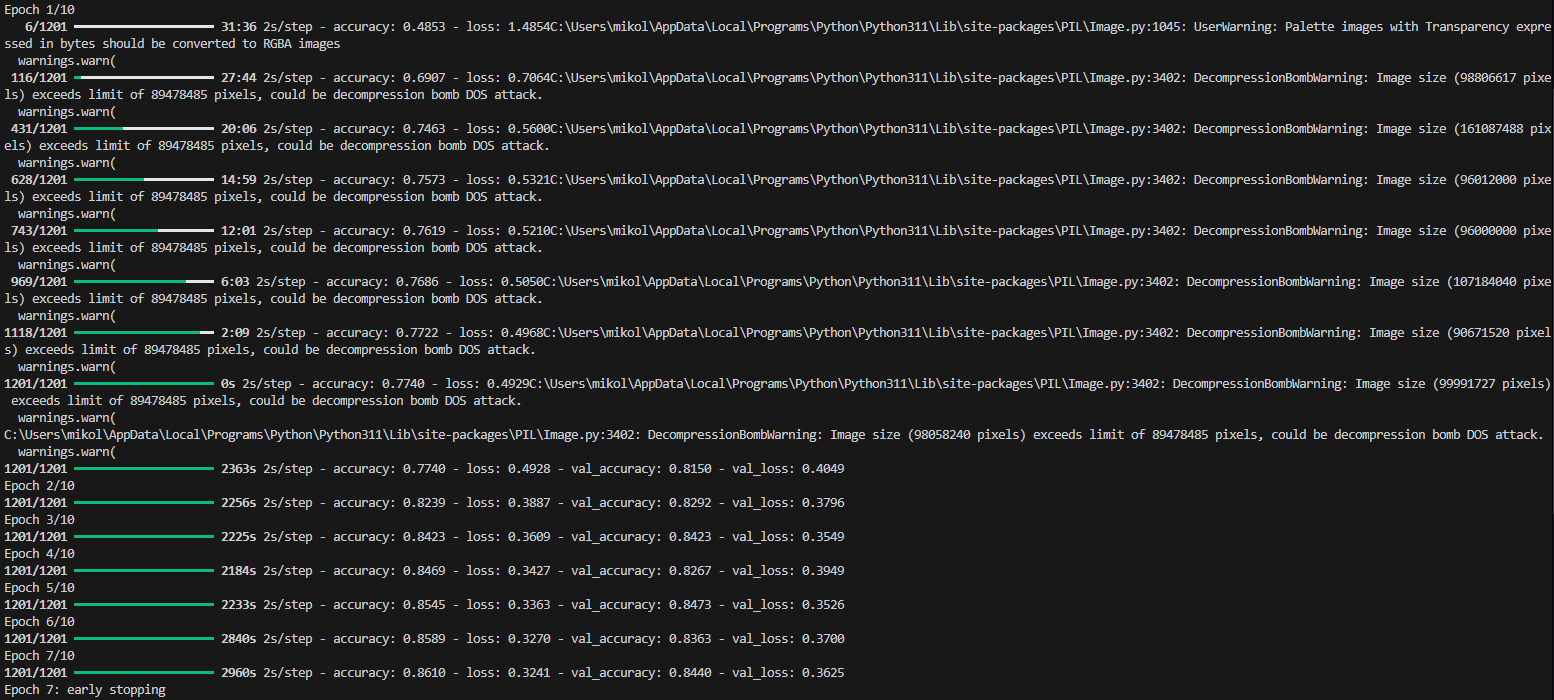 Epoch 1/10
6/1201 31:36 2s/step - accuracy: 0.4853 - loss: 1.4854C:\Users\mikol\AppData\Local\Programs\Python\Python311\Lib\site-packages\PIL\Image.py:1045: UserWarning: Palette images with Transparency expre
ssed in bytes should be converted to RGBA images
warnings.warn(
116/1201 27:44 2s/step - accuracy: 0.6907 - loss: 0.7064C:\Users\mikol\AppData\Local\Programs\Python\Python311\Lib\site-packages\PIL\Image.py:3402: DecompressionBombWarning: Image size (98806617 pixe
ls) exceeds limit of 89478485 pixels, could be decompression bomb DOS attack.
warnings.warn(
431/1201 20:06 2s/step - accuracy: 0.7463 - loss: 0.5600C:\Users\mikol\AppData\Local\Programs\Python\Python311\Lib\site-packages\PIL\Image.py:3402: DecompressionBombWarning: Image size (161087488 pix
els) exceeds limit of 89478485 pixels, could be decompression bomb DOS attack.
warnings.warn(
628/1201 14:59 2s/step - accuracy: 0.7573 - loss: 0.5321C:\Users\mikol\AppData\Local\Programs\Python\Python311\Lib\site-packages\PIL\Image.py:3402: DecompressionBombWarning: Image size (96012000 pixe
ls) exceeds limit of 89478485 pixels, could be decompression bomb DOS attack.
warnings.warn(
743/1201 12:01 2s/step - accuracy: 0.7619 - loss: 0.5210C:\Users\mikol\AppData\Local\Programs\Python\Python311\Lib\site-packages\PIL\Image.py:3402: DecompressionBombWarning: Image size (96000000 pixe
ls) exceeds limit of 89478485 pixels, could be decompression bomb DOS attack.
warnings.warn(
969/1201 6:03 2s/step - accuracy: 0.7686 - loss: 0.5050C:\Users\mikol\AppData\Local\Programs\Python\Python311\Lib\site-packages\PIL\Image.py:3402: DecompressionBombWarning: Image size (107184040 pixe
ls) exceeds limit of 89478485 pixels, could be decompression bomb DOS attack.
warnings.warn(
1118/1201 2:09 2s/step - accuracy: 0.7722 - loss: 0.4968C:\Users\mikol\AppData\Local\Programs\Python\Python311\Lib\site-packages\PIL\Image.py:3402: DecompressionBombWarning: Image size (90671520 pixel
s) exceeds limit of 89478485 pixels, could be decompression bomb DOS attack.
warnings.warn(
1201/1201 0s 2s/step - accuracy: 0.7740 - loss: 0.4929C:\Users\mikol\AppData\Local\Programs\Python\Python311\Lib\site-packages\PIL\Image.py:3402: DecompressionBombWarning: Image size (99991727 pixels)
exceeds limit of 89478485 pixels, could be decompression bomb DOS attack.
warnings.warn(
C:\Users\mikol\AppData\Local\Programs\Python\Python311\Lib\site-packages\PIL\Image.py:3402: DecompressionBombWarning: Image size (98058240 pixels) exceeds limit of 89478485 pixels, could be decompression bomb DOS attack.
warnings.warn(
1201/1201 2363s 2s/step - accuracy: 0.7740 - loss: 0.4928 - val_accuracy: 0.8150 - val_loss: 0.4049
Epoch 2/10
1201/1201 2256s 2s/step - accuracy: 0.8239 - loss: 0.3887 - val_accuracy: 0.8292 - val_loss: 0.3796
Epoch 3/10
1201/1201 2225s 2s/step - accuracy: 0.8423 - loss: 0.3609 - val_accuracy: 0.8423 - val_loss: 0.3549
Epoch 4/10
1201/1201 2184s 2s/step - accuracy: 0.8469 - loss: 0.3427 - val_accuracy: 0.8267 - val_loss: 0.3949
Epoch 5/10
1201/1201 2233s 2s/step - accuracy: 0.8545 - loss: 0.3363 - val_accuracy: 0.8473 - val_loss: 0.3526
Epoch 6/10
1201/1201 2840s 2s/step - accuracy: 0.8589 - loss: 0.3270 - val_accuracy: 0.8363 - val_loss: 0.3700
Epoch 7/10
1201/1201 2960s 2s/step - accuracy: 0.8610 - loss: 0.3241 - val_accuracy: 0.8440 - val_loss: 0.3625
Epoch 7: early stopping